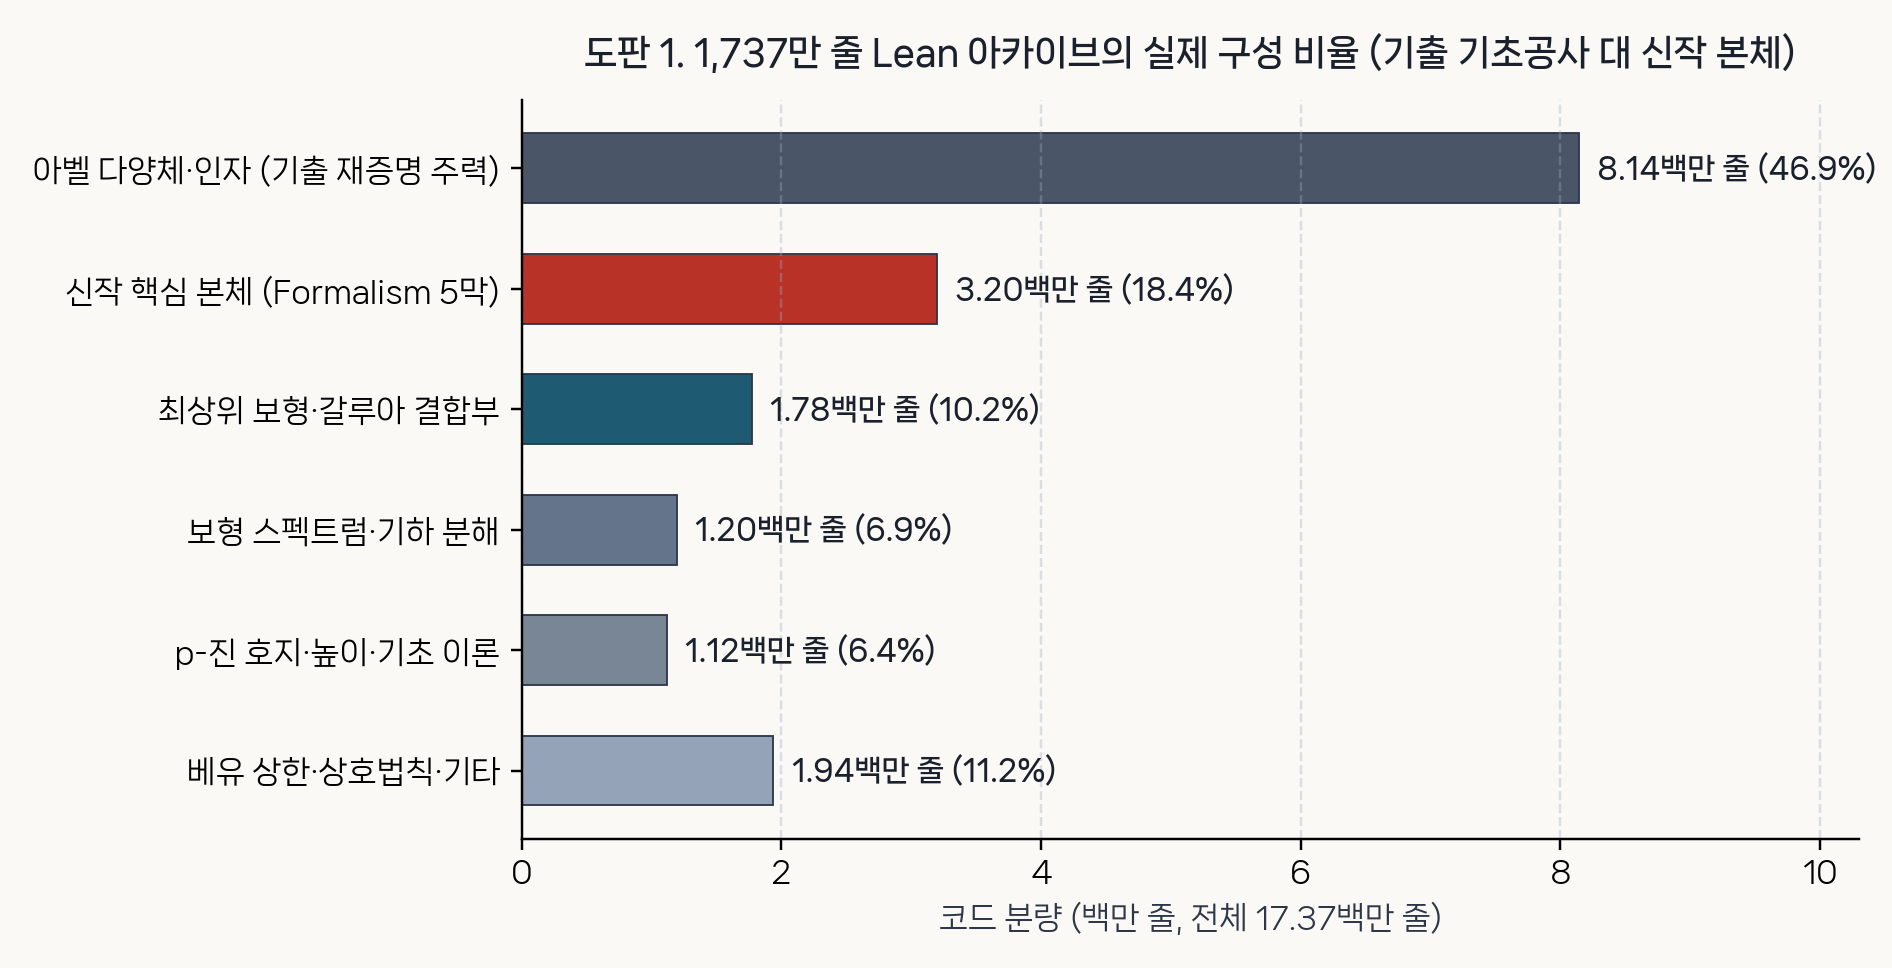 도판 1. 1,737만 줄 Lean 아카이브의 실제 구성 비율 (기출 기초공사 대 신작 본체)
아벨 다양체·인자 (기출 재증명 주력)
8.14백만 줄 (46.9%)
신작 핵심 본체 (Formalism 5막)
3.20백만 줄 (18.4%)
최상위 보형·갈루아 결합부
1.78백만 줄 (10.2%)
보형 스펙트럼·기하 분해
1.20백만 줄 (6.9%)
p-진 호지·높이·기초 이론
1.12백만 줄 (6.4%)
베유 상한·상호법칙·기타
1.94백만 줄 (11.2%)
0 2 4 6 8 10
코드 분량 (백만 줄, 전체 17.37백만 줄)